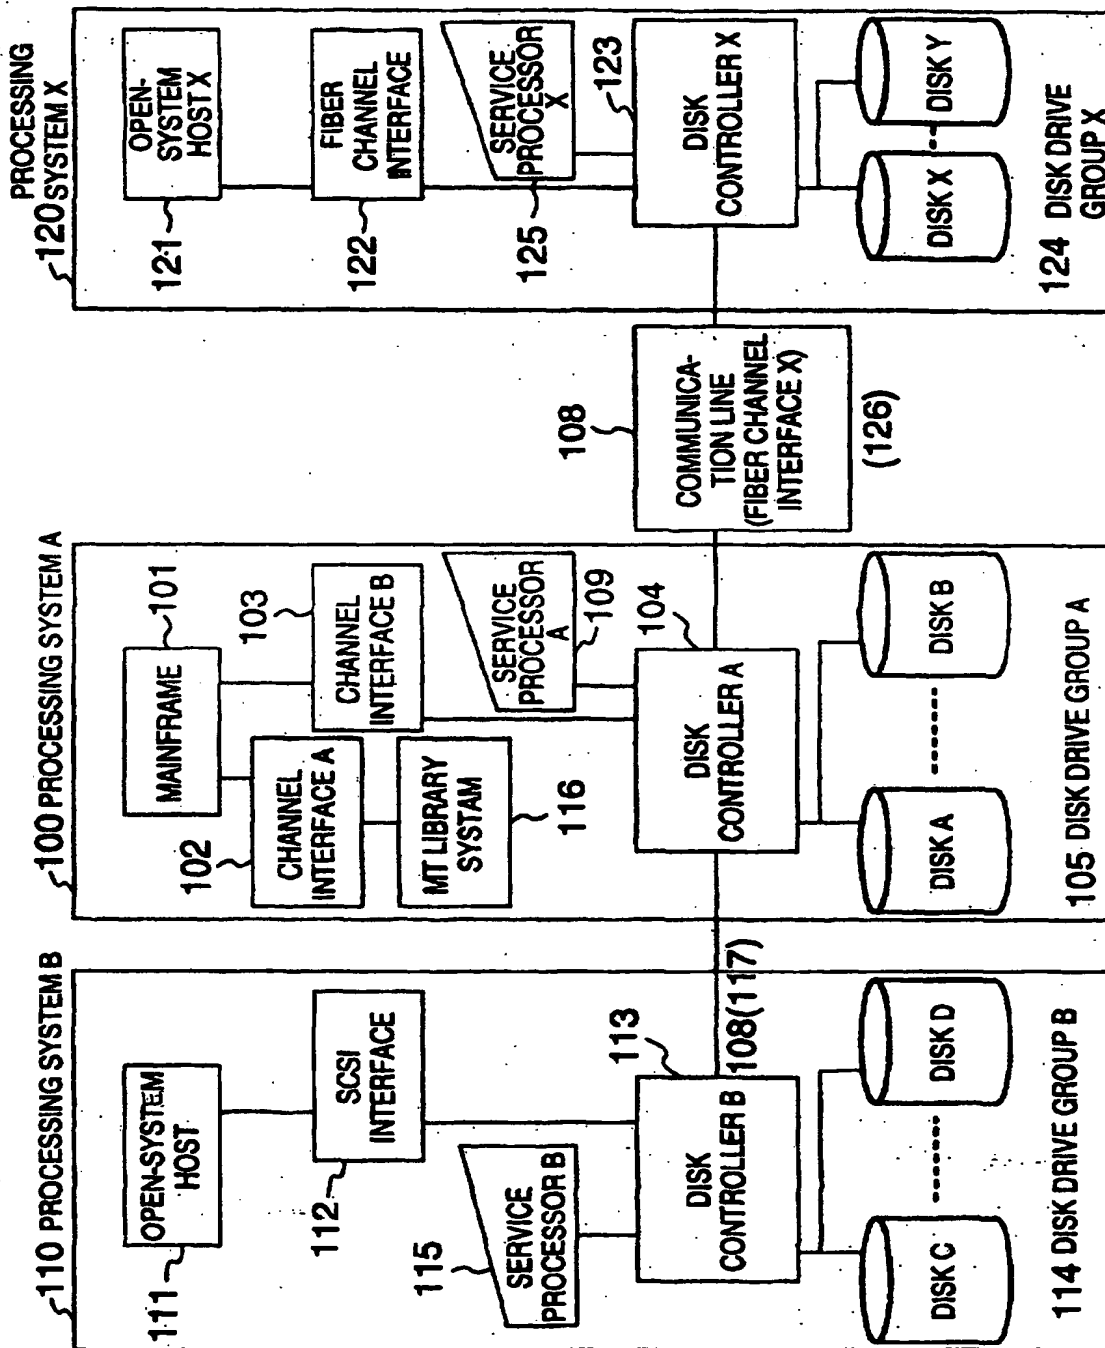 110 PROCESSING SYSTEM B
111
OPEN-SYSTEM
HOST
112
SCSI
INTERFACE
115
SERVICE
PROCESSOR B
113
DISK
CONTROLLER B
108(117)
DISK C
DISK D
114 DISK DRIVE GROUP B
100 PROCESSING SYSTEM A
101
MAINFRAME
102
CHANNEL
INTERFACE A
103
CHANNEL
INTERFACE B
MT LIBRARY
SYSTAM
116
SERVICE
PROCESSOR
A
109
104
DISK
CONTROLLER A
DISK A
DISK B
105 DISK DRIVE GROUP A
108
COMMUNICA-
TION LINE
(FIBER CHANNEL
INTERFACE X)
(126)
PROCESSING
120 SYSTEM X
121
OPEN-
SYSTEM
HOST X
122
FIBER
CHANNEL
INTERFACE
125
SERVICE
PROCESSOR
X
123
DISK
CONTROLLER X
DISK X
DISK Y
124 DISK DRIVE
GROUP X